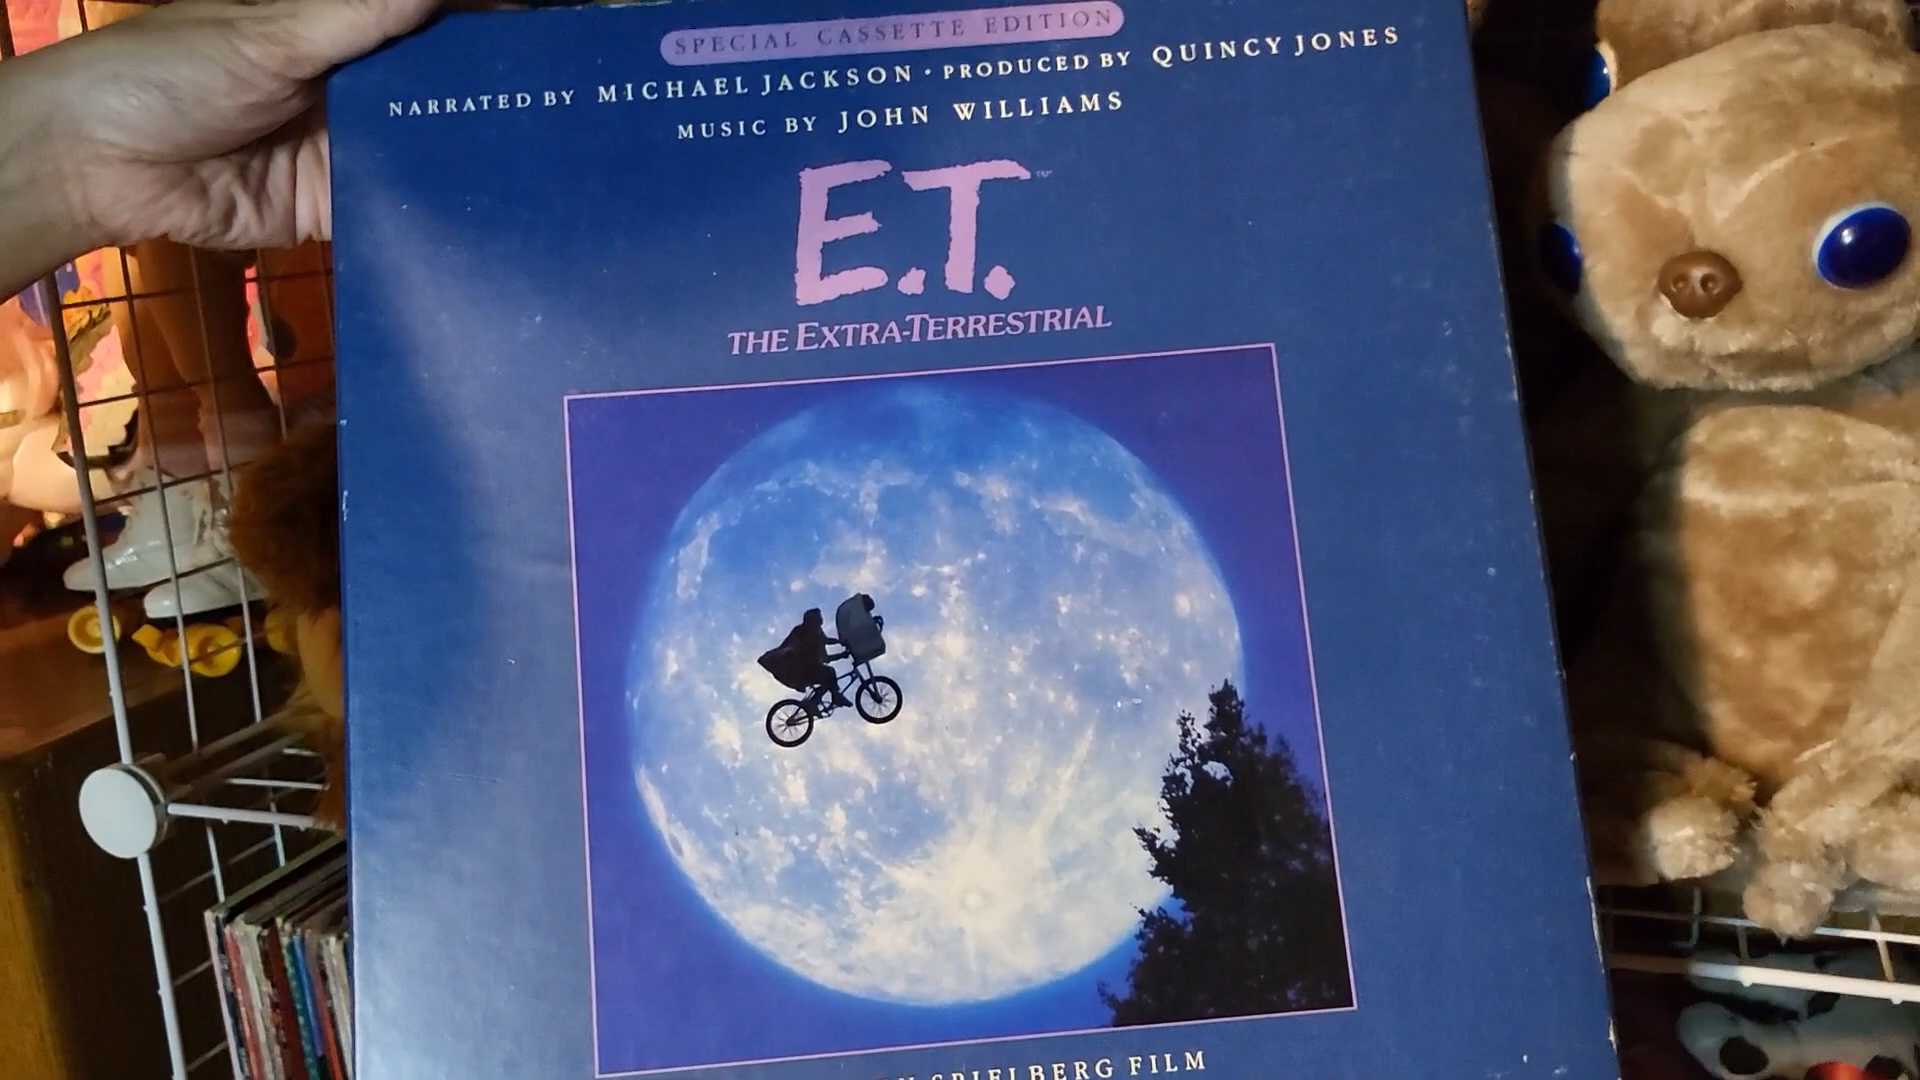 SPECIAL CASSETTE EDITION
NARRATED BY MICHAEL JACKSON • PRODUCED BY QUINCY JONES
MUSIC BY JOHN WILLIAMS
E.T.™
THE EXTRA-TERRESTRIAL
SPIELBERG FILM